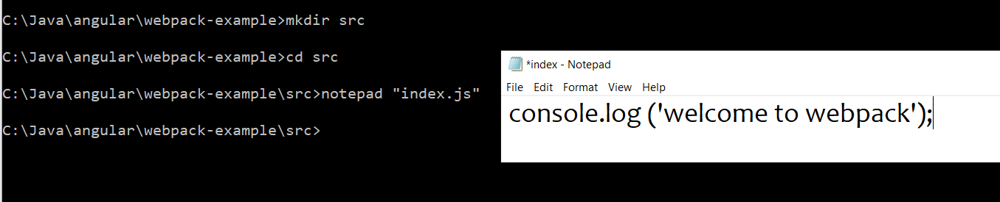 C:\Java\angular\webpack-example>mkdir src
C:\Java\angular\webpack-example>cd src
C:\Java\angular\webpack-example\src>notepad "index.js"
C:\Java\angular\webpack-example\src>
*index - Notepad
File Edit Format View Help
console.log ('welcome to webpack');